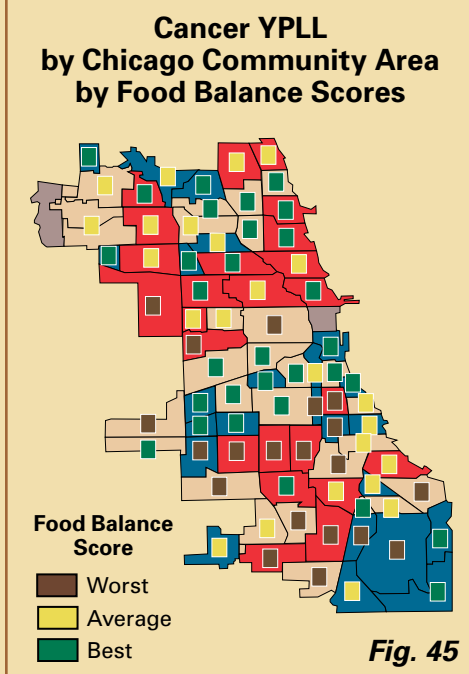 Cancer YPLL
by Chicago Community Area
by Food Balance Scores
Food Balance
Score
Worst
Average
Best
Fig. 45